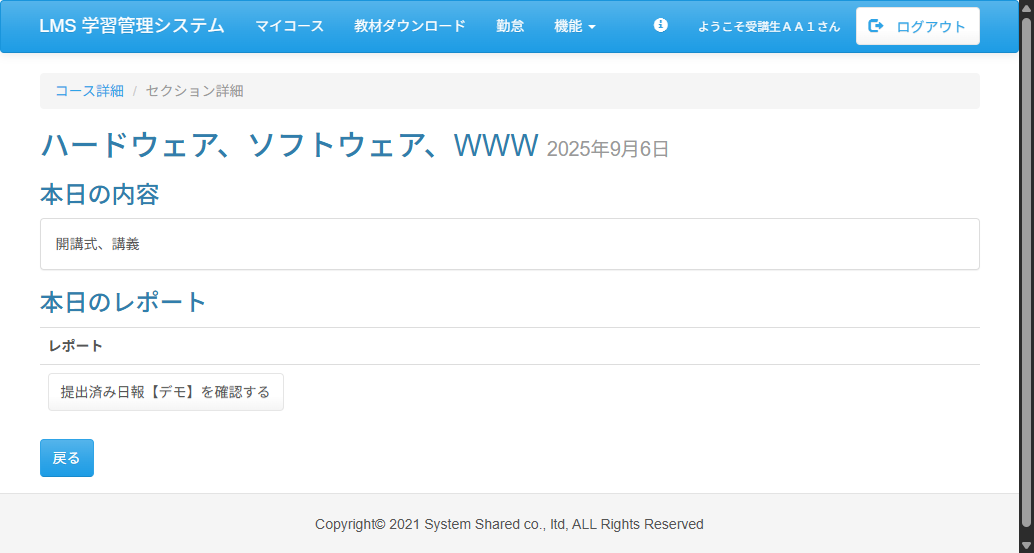 LMS 学習管理システム マイコース 教材ダウンロード 勤怠 機能 ようこそ受講生ＡＡ１さん ログアウト
コース詳細 / セクション詳細
ハードウェア、ソフトウェア、WWW 2025年9月6日
本日の内容
開講式、講義
本日のレポート
レポート
提出済み日報【デモ】を確認する
戻る
Copyright© 2021 System Shared co., ltd, ALL Rights Reserved